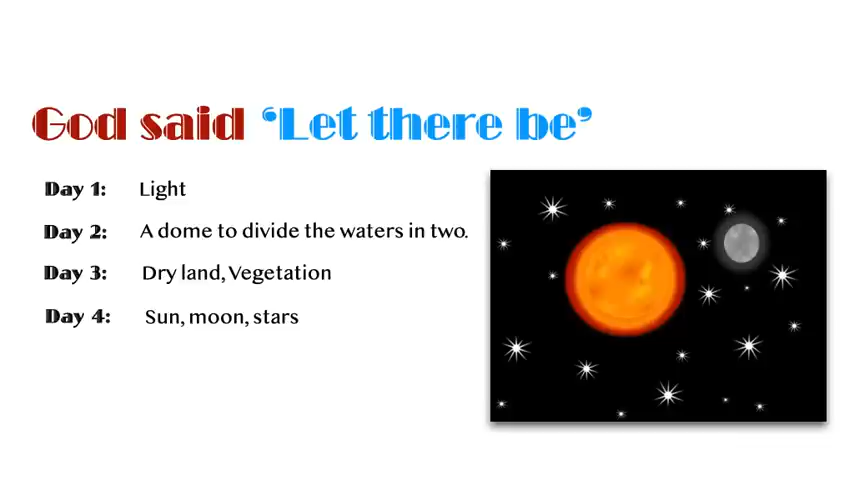 God said ‘Let there be’
Day 1: Light
Day 2: A dome to divide the waters in two.
Day 3: Dry land, Vegetation
Day 4: Sun, moon, stars